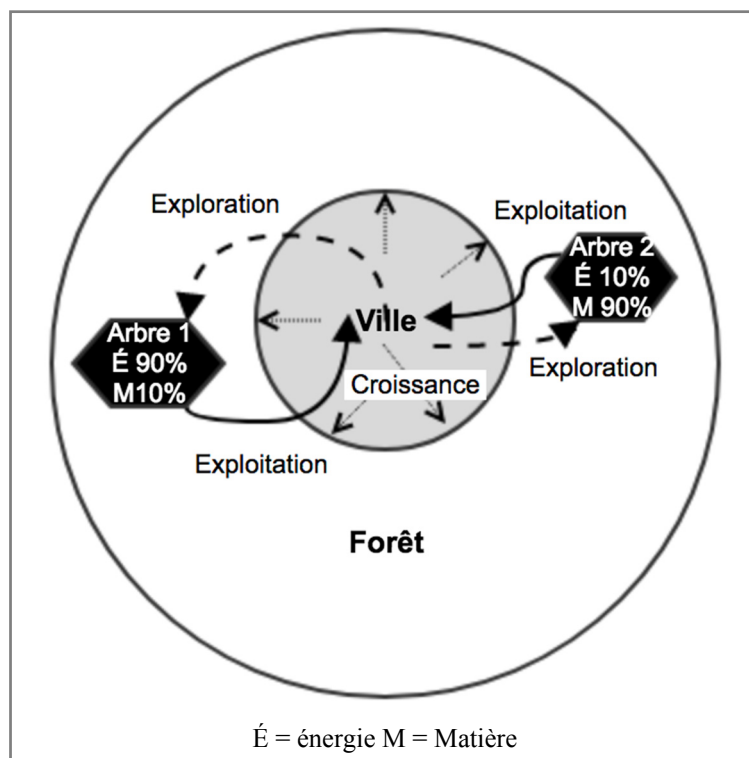 Exploration
Exploitation
Arbre 2
É 10%
M 90%
Arbre 1
É 90%
M10%
Ville
Exploration
Croissance
Exploitation
Forêt
É = énergie M = Matière